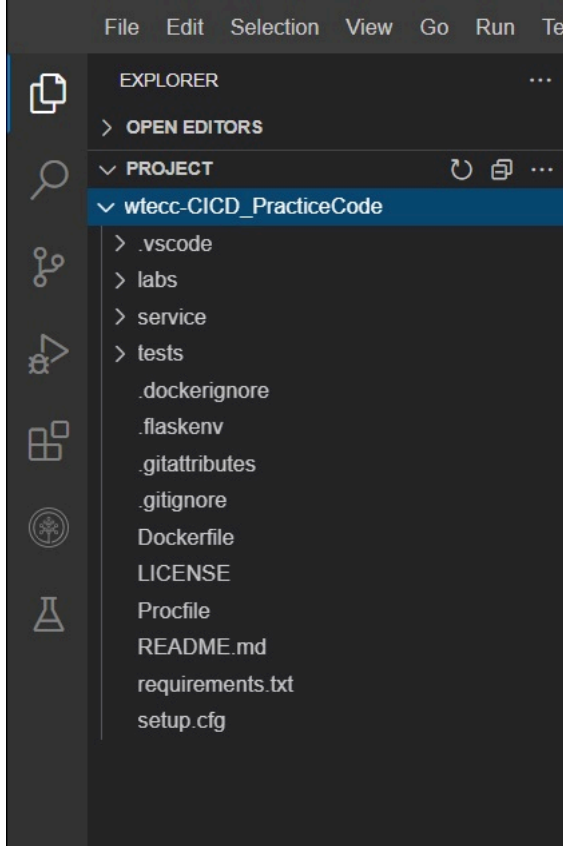 File Edit Selection View Go Run Te
EXPLORER
OPEN EDITORS
PROJECT
wtecc-CICD_PracticeCode
.vscode
labs
service
tests
.dockerignore
.flaskenv
.gitattributes
.gitignore
Dockerfile
LICENSE
Procfile
README.md
requirements.txt
setup.cfg